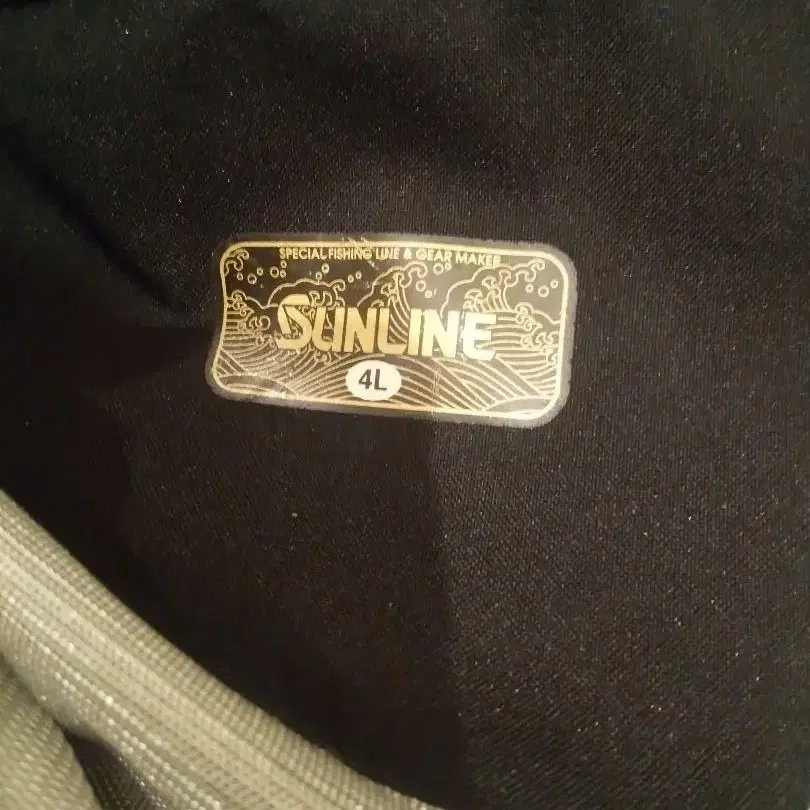 SPECIAL FISHING LINE & GEAR MAKER
SUNLINE
4L